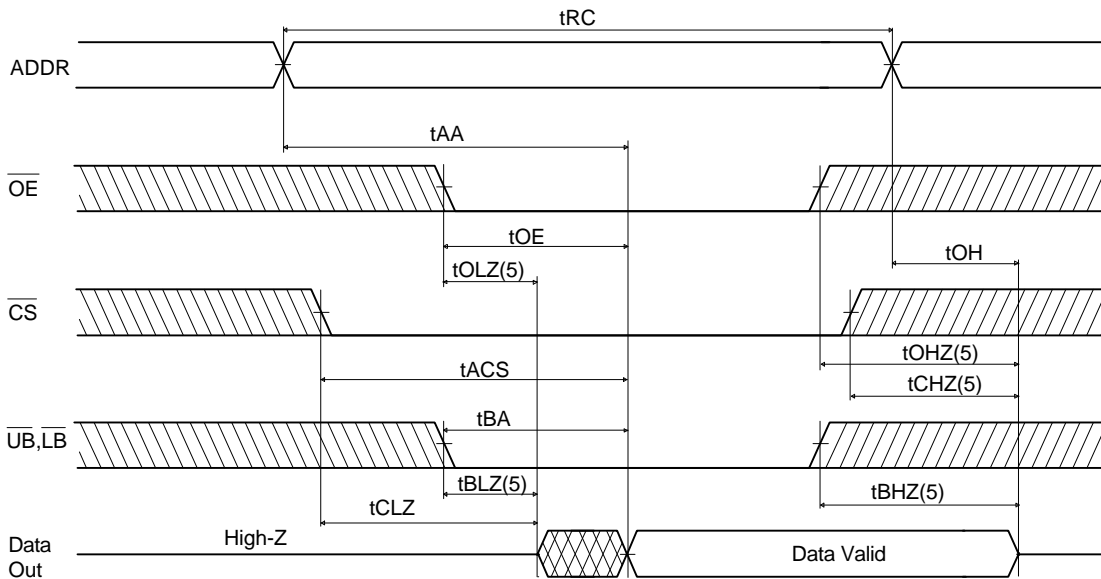 tRC
ADDR
tAA
OE
tOE
tOH
tOLZ(5)
CS
tOHZ(5)
tACS
tCHZ(5)
tBA
UB,LB
tBLZ(5)
tBHZ(5)
tCLZ
High-Z
Data
Out
Data Valid